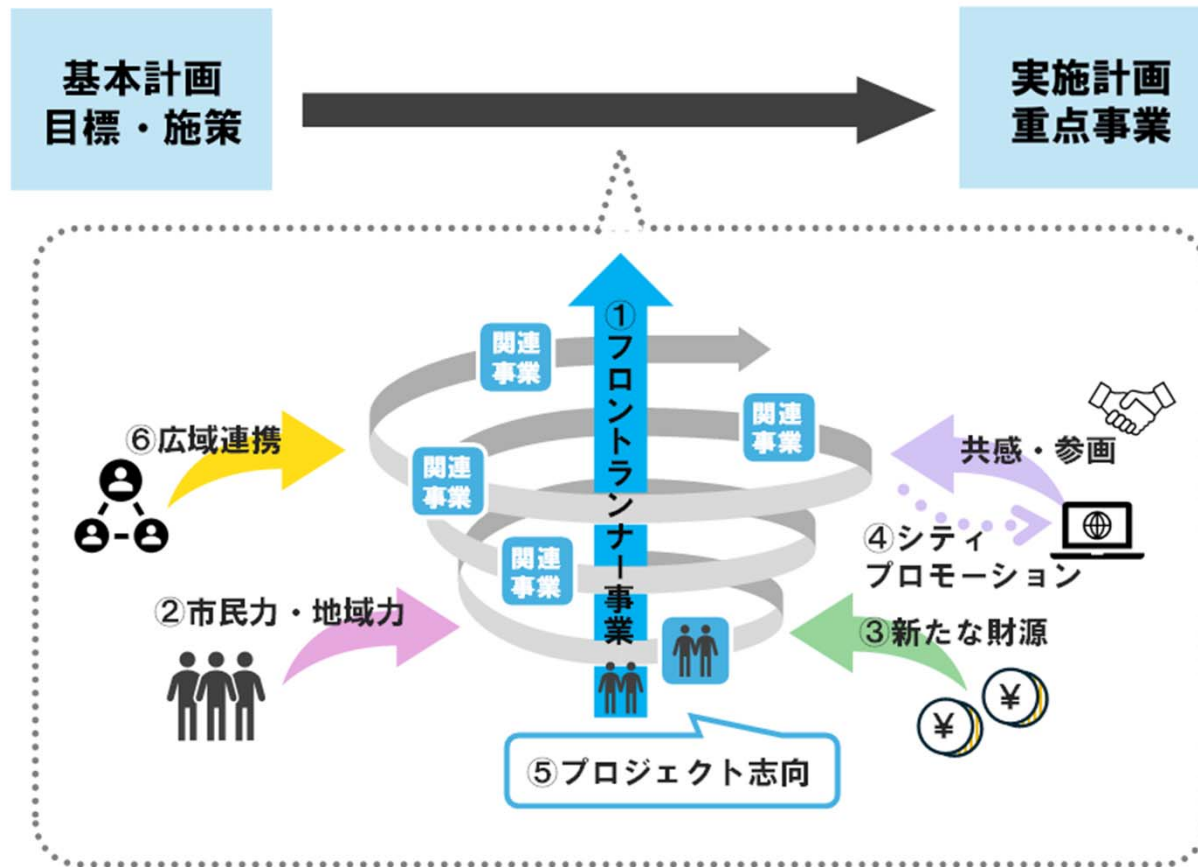 基本計画
目標・施策
実施計画
重点事業
①フロントランナー事業
関連
事業
関連
事業
関連
事業
関連
事業
⑥広域連携
共感・参画
④シティ
プロモーション
②市民力・地域力
③新たな財源
¥
¥
⑤プロジェクト志向